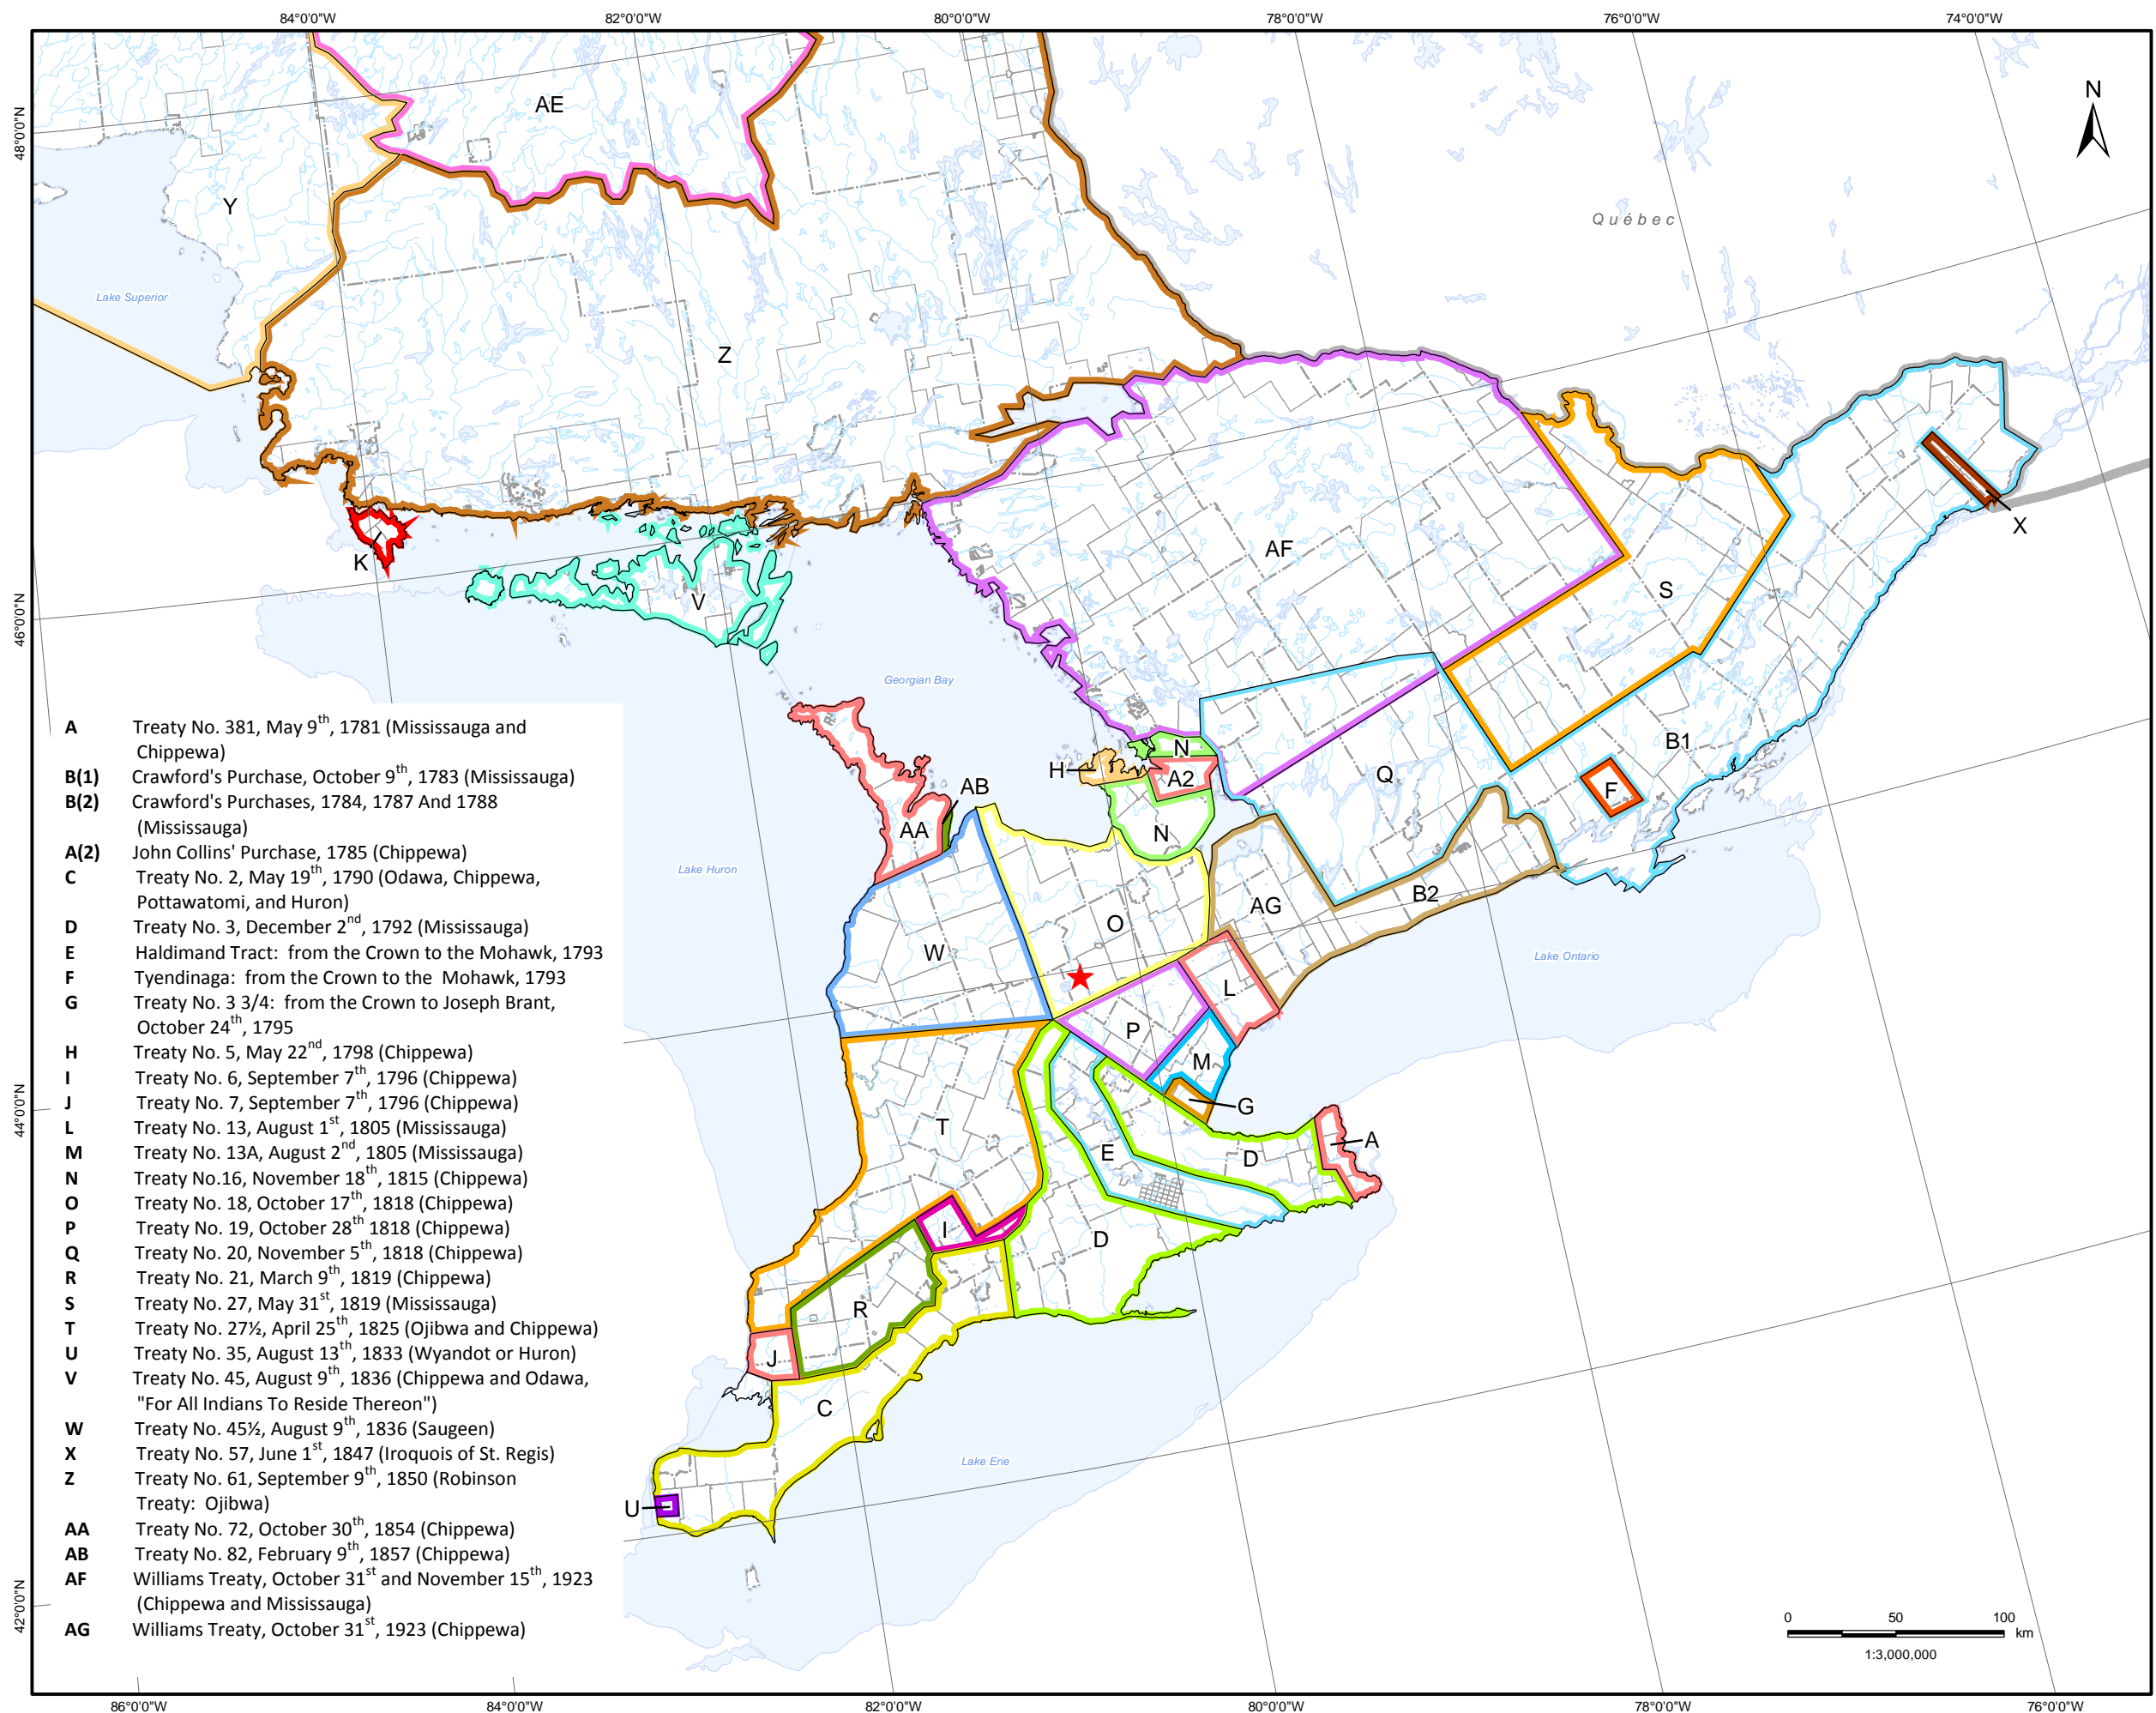 84°0'0"W 82°0'0"W 80°0'0"W 78°0'0"W 76°0'0"W 74°0'0"W
48°0'0"N
46°0'0"N
44°0'0"N
42°0'0"N
N
AE
Y
Québec
Lake Superior
Z
X
K
AF
V
S
Georgian Bay
B1
N
H
A2
Q
AB
F
AA
N
Lake Huron
B2
AG
O
W
Lake Ontario
L
P
M
G
T
A
E
D
I
D
R
J
C
Lake Erie
U
A Treaty No. 381, May 9th, 1781 (Mississauga and
Chippewa)
B(1) Crawford's Purchase, October 9th, 1783 (Mississauga)
B(2) Crawford's Purchases, 1784, 1787 And 1788
(Mississauga)
A(2) John Collins' Purchase, 1785 (Chippewa)
C Treaty No. 2, May 19th, 1790 (Odawa, Chippewa,
Pottawatomi, and Huron)
D Treaty No. 3, December 2nd, 1792 (Mississauga)
E Haldimand Tract: from the Crown to the Mohawk, 1793
F Tyendinaga: from the Crown to the Mohawk, 1793
G Treaty No. 3 3/4: from the Crown to Joseph Brant,
October 24th, 1795
H Treaty No. 5, May 22nd, 1798 (Chippewa)
I Treaty No. 6, September 7th, 1796 (Chippewa)
J Treaty No. 7, September 7th, 1796 (Chippewa)
L Treaty No. 13, August 1st, 1805 (Mississauga)
M Treaty No. 13A, August 2nd, 1805 (Mississauga)
N Treaty No.16, November 18th, 1815 (Chippewa)
O Treaty No. 18, October 17th, 1818 (Chippewa)
P Treaty No. 19, October 28th 1818 (Chippewa)
Q Treaty No. 20, November 5th, 1818 (Chippewa)
R Treaty No. 21, March 9th, 1819 (Chippewa)
S Treaty No. 27, May 31st, 1819 (Mississauga)
T Treaty No. 27½, April 25th, 1825 (Ojibwa and Chippewa)
U Treaty No. 35, August 13th, 1833 (Wyandot or Huron)
V Treaty No. 45, August 9th, 1836 (Chippewa and Odawa,
"For All Indians To Reside Thereon")
W Treaty No. 45½, August 9th, 1836 (Saugeen)
X Treaty No. 57, June 1st, 1847 (Iroquois of St. Regis)
Z Treaty No. 61, September 9th, 1850 (Robinson
Treaty: Ojibwa)
AA Treaty No. 72, October 30th, 1854 (Chippewa)
AB Treaty No. 82, February 9th, 1857 (Chippewa)
AF Williams Treaty, October 31st and November 15th, 1923
(Chippewa and Mississauga)
AG Williams Treaty, October 31st, 1923 (Chippewa)
0 50 100
km
1:3,000,000
86°0'0"W 84°0'0"W 82°0'0"W 80°0'0"W 78°0'0"W 76°0'0"W